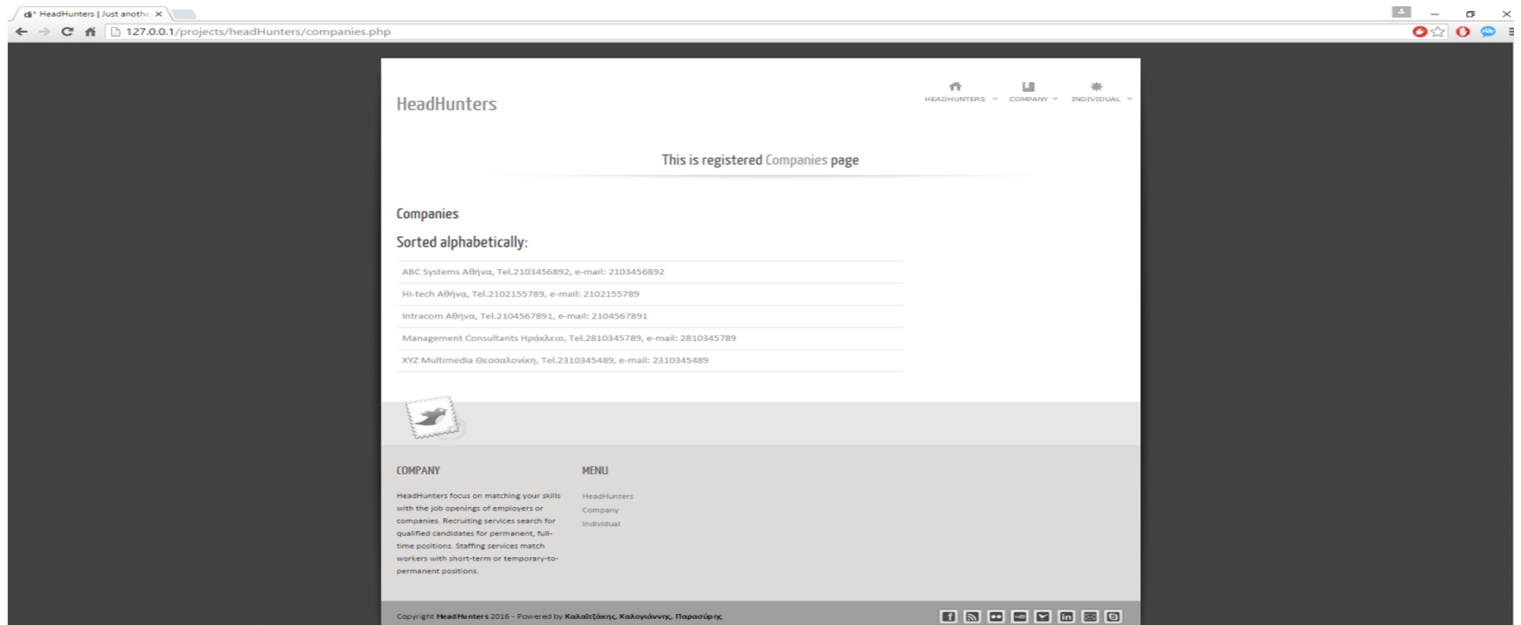 di* HeadHunters | Just anothe
127.0.0.1/projects/headHunters/companies.php
HeadHunters
HEADHUNTERS COMPANY INDIVIDUAL
This is registered Companies page
Companies
Sorted alphabetically:
ABC Systems Αθήνα, Tel.2103456892, e-mail: 2103456892
Hi-tech Αθήνα, Tel.2102155789, e-mail: 2102155789
Intracom Αθήνα, Tel.2104567891, e-mail: 2104567891
Management Consultants Ηράκλειο, Tel.2810345789, e-mail: 2810345789
XYZ Multimedia Θεσσαλονίκη, Tel.2310345489, e-mail: 2310345489
COMPANY
HeadHunters focus on matching your skills
with the job openings of employers or
companies. Recruiting services search for
qualified candidates for permanent, full-
time positions. Staffing services match
workers with short-term or temporary-to-
permanent positions.
MENU
HeadHunters
Company
Individual
Copyright HeadHunters 2016 - Powered by Καλαϊτζάκης, Καλογιάννης, Παρασύρης